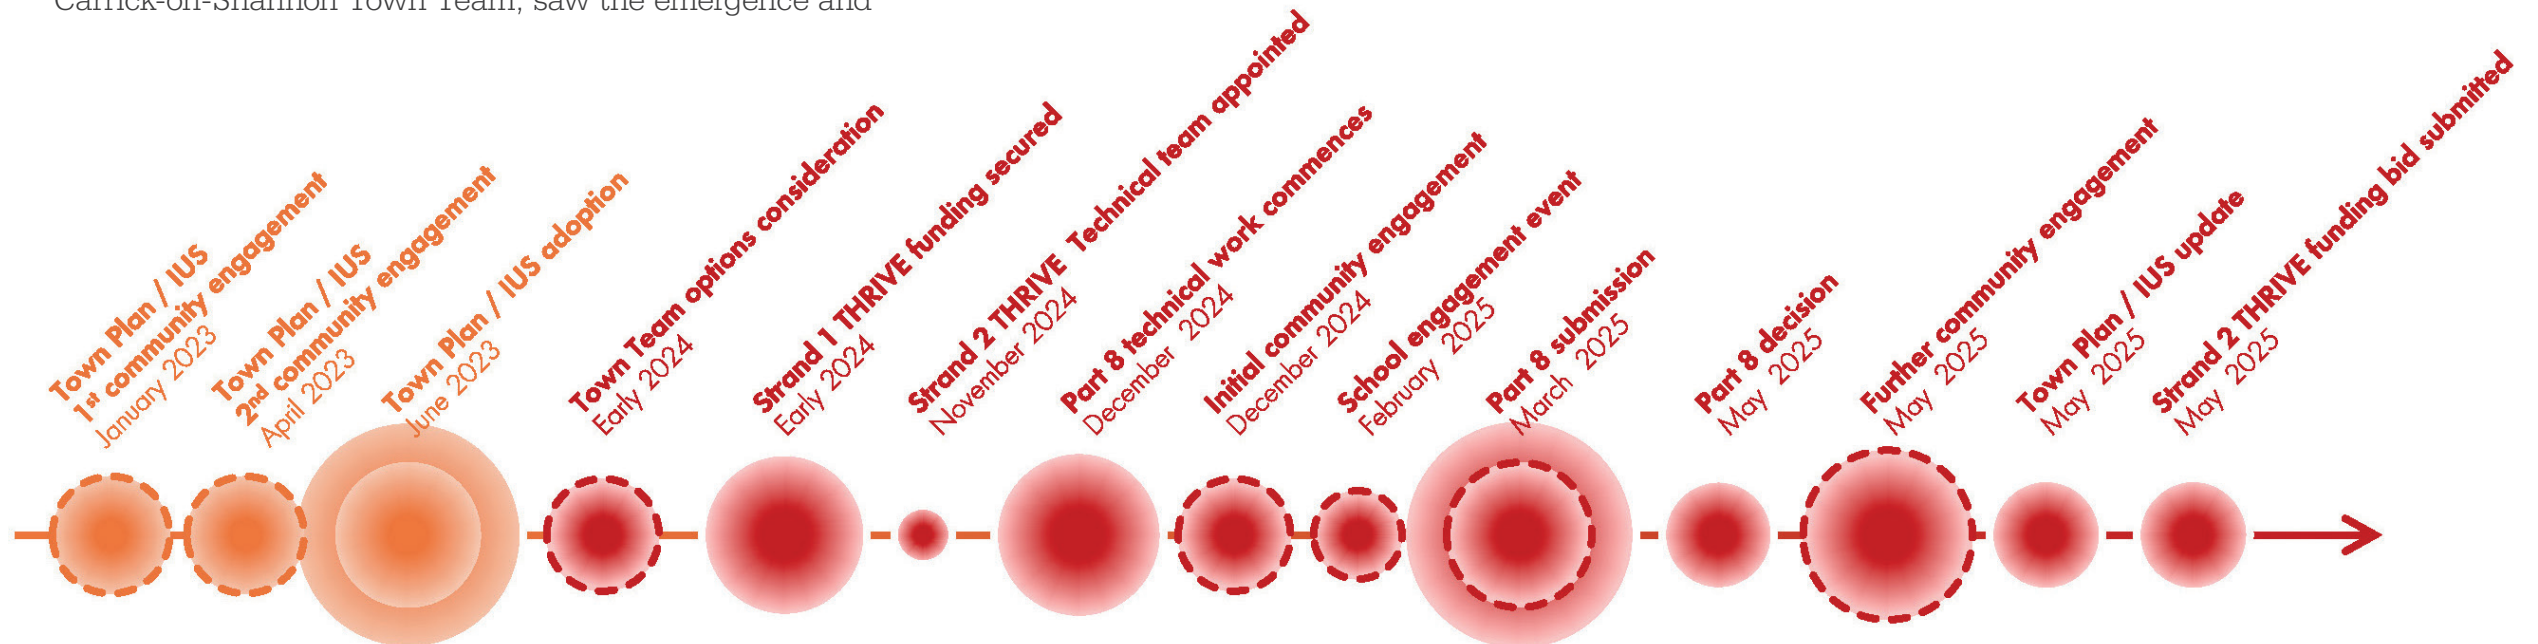 Carrick-on-Shannon Town Team, saw the emergence and
Town Plan / IUS
1st community engagement
January 2023
Town Plan / IUS
2nd community engagement
April 2023
Town Plan / IUS adoption
June 2023
Town Team options consideration
Early 2024
Strand 1 THRIVE funding secured
Early 2024
Strand 2 THRIVE Technical team appointed
November 2024
Part 8 technical work commences
December 2024
Initial community engagement
December 2024
School engagement event
February 2025
Part 8 submission
March 2025
Part 8 decision
May 2025
Further community engagement
May 2025
Town Plan / IUS update
May 2025
Strand 2 THRIVE funding bid submitted
May 2025